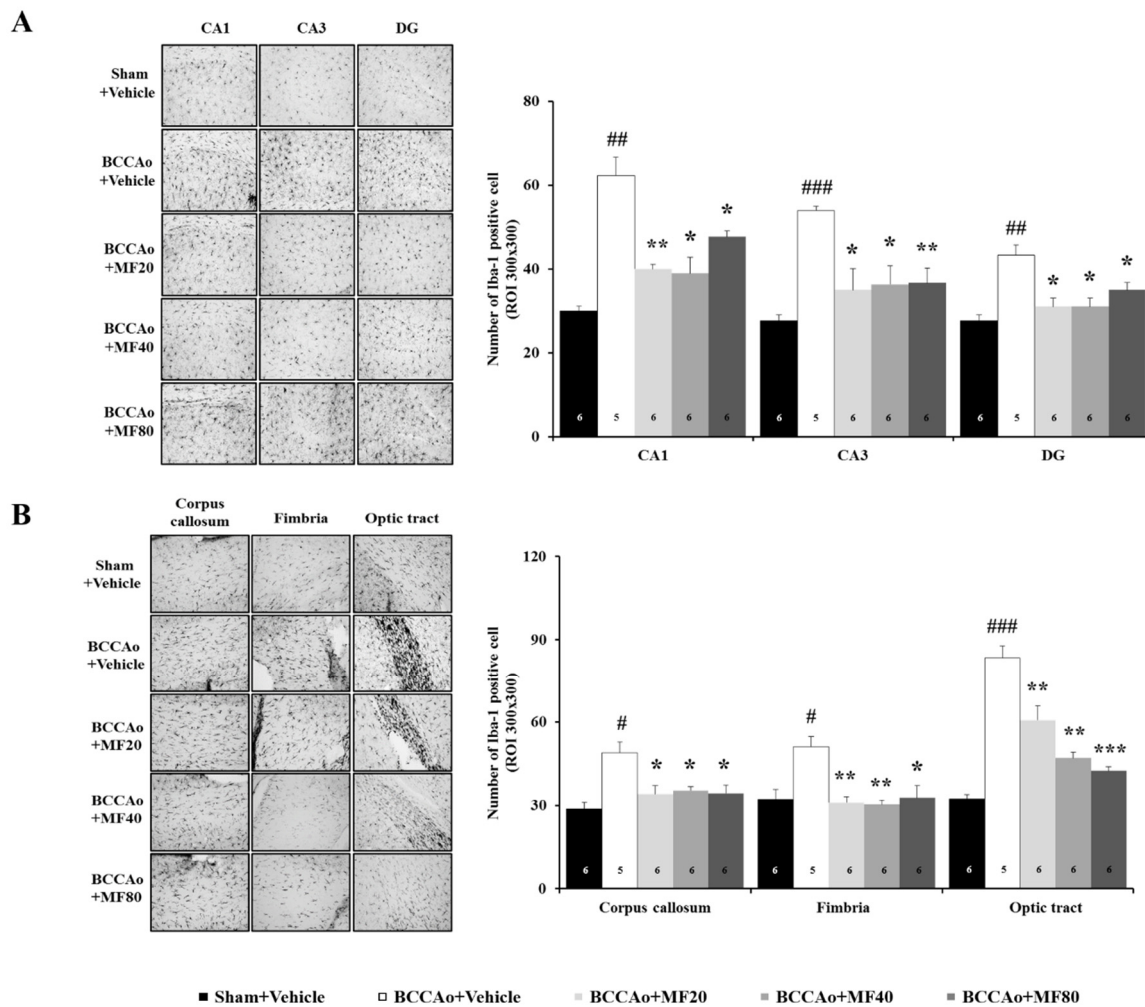 A
CA1 CA3 DG
Sham
+Vehicle
BCCAo
+Vehicle
BCCAo
+MF20
BCCAo
+MF40
BCCAo
+MF80
Number of Iba-1 positive cell
(ROI 300x300)
80
60
40
20
0
## ** * * ### * * ** ## * * *
6 5 6 6 6 6 5 6 6 6 6 5 6 6 6
CA1 CA3 DG
B
Corpus
callosum
Fimbria Optic tract
Sham
+Vehicle
BCCAo
+Vehicle
BCCAo
+MF20
BCCAo
+MF40
BCCAo
+MF80
Number of Iba-1 positive cell
(ROI 300x300)
120
90
60
30
0
# * * * # ** ** * ### ** ** ***
6 5 6 6 6 6 5 6 6 6 6 5 6 6 6
Corpus callosum Fimbria Optic tract
Sham+Vehicle BCCAo+Vehicle BCCAo+MF20 BCCAo+MF40 BCCAo+MF80